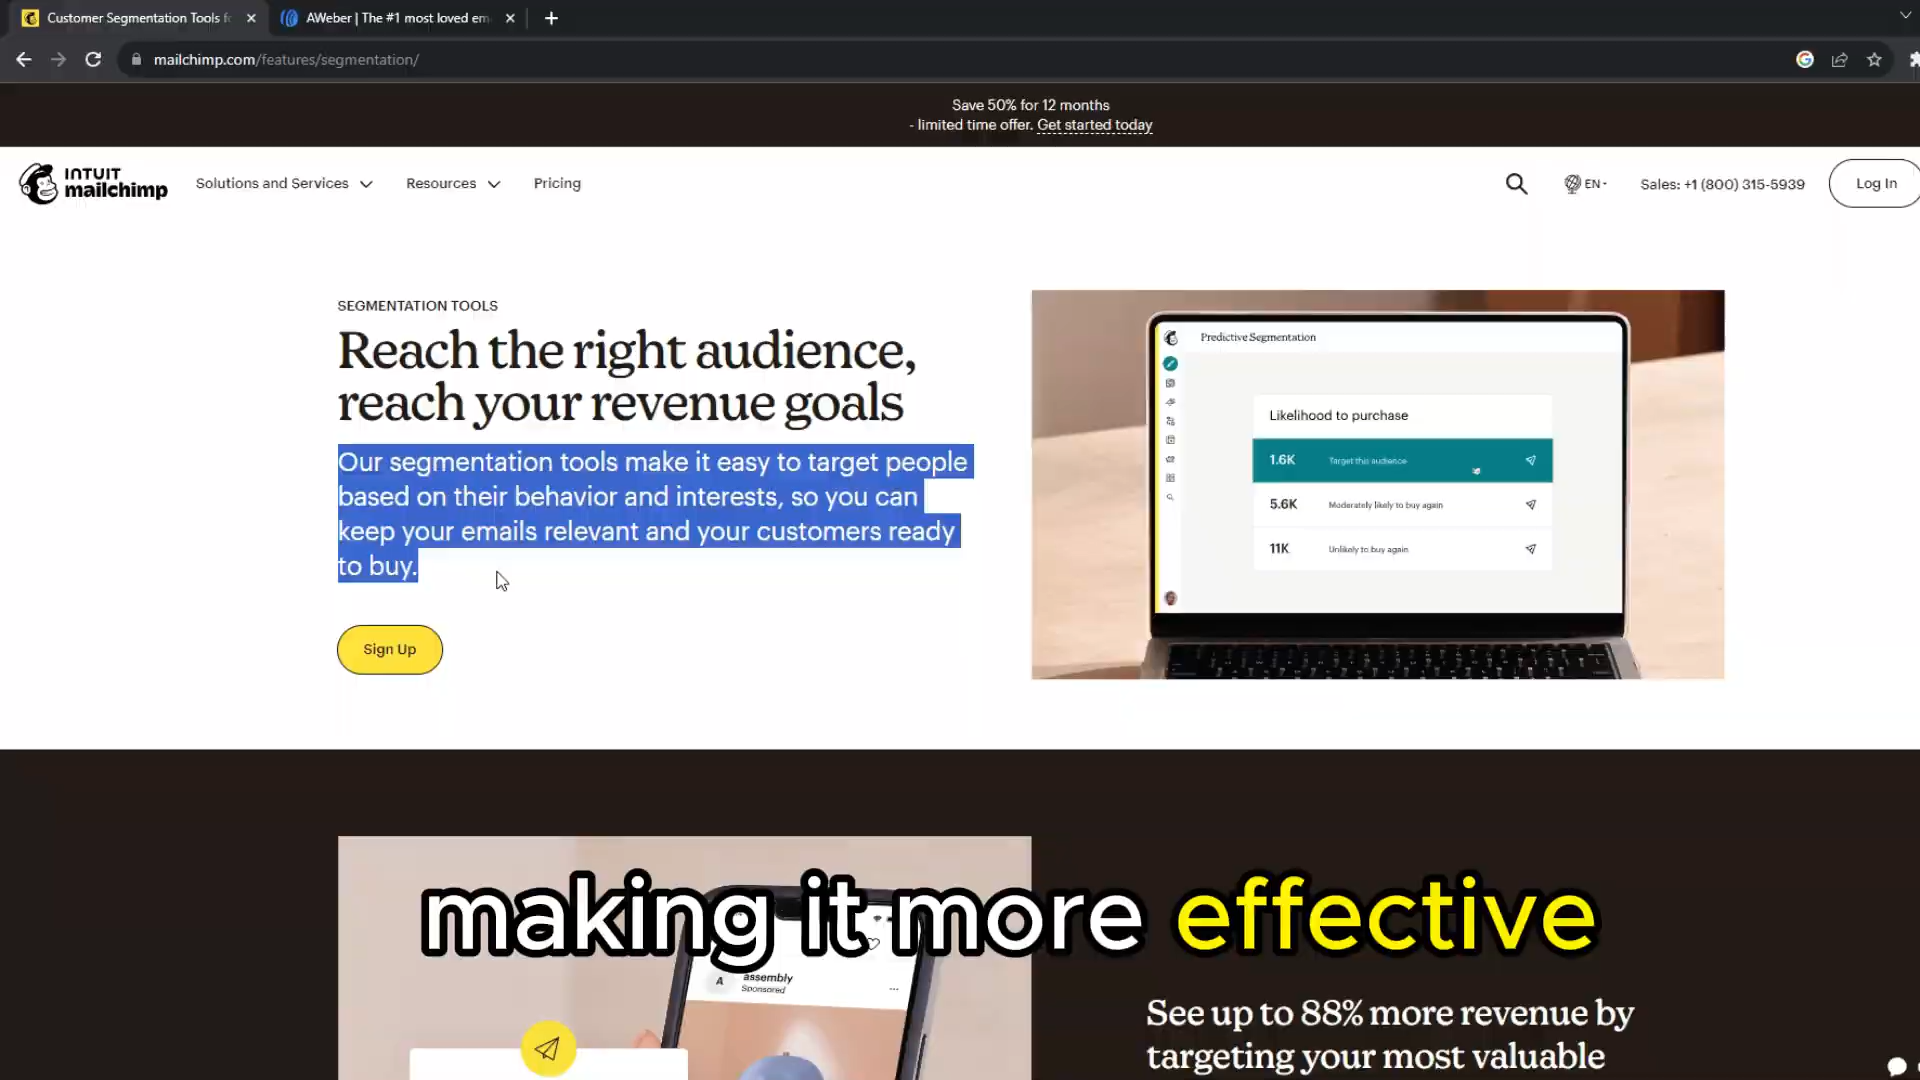 Customer Segmentation Tools f
AWeber | The #1 most loved em
mailchimp.com/features/segmentation/
Save 50% for 12 months
- limited time offer. Get started today
INTUIT
mailchimp
Solutions and Services
Resources
Pricing
EN
Sales: +1 (800) 315-5939
Log In
SEGMENTATION TOOLS
Reach the right audience,
reach your revenue goals
Our segmentation tools make it easy to target people
based on their behavior and interests, so you can
keep your emails relevant and your customers ready
to buy.
Sign Up
Predictive Segmentation
Likelihood to purchase
1.6K Target this audience
5.6K Moderately likely to buy again
11K Unlikely to buy again
making it more effective
A assembly
Sponsored
See up to 88% more revenue by
targeting your most valuable